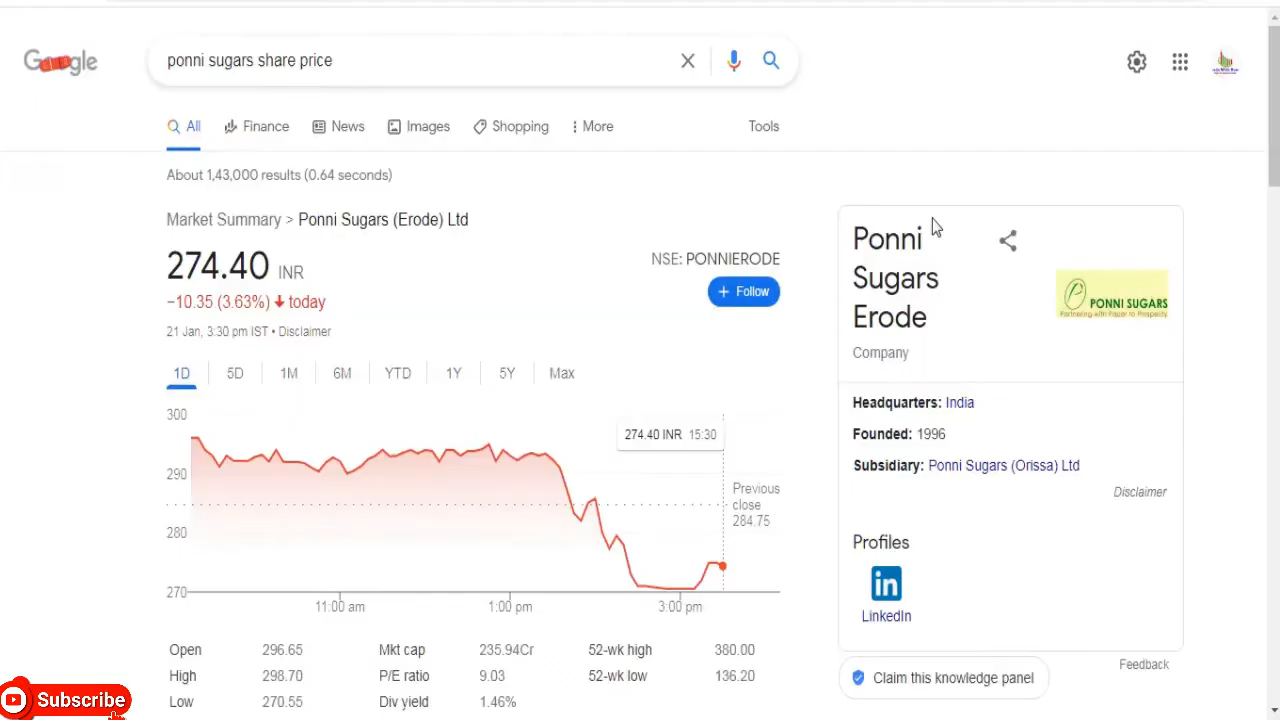 Google
ponni sugars share price
All
Finance
News
Images
Shopping
More
Tools
About 1,43,000 results (0.64 seconds)
Market Summary > Ponni Sugars (Erode) Ltd
274.40 INR
−10.35 (3.63%) today
21 Jan, 3.30 pm IST • Disclaimer
NSE: PONNIERODE
+ Follow
1D
5D
1M
6M
YTD
1Y
5Y
Max
300
290
280
270
274.40 INR 15:30
Previous
close
284.75
11:00 am
1:00 pm
3:00 pm
Open 296.65
Mkt cap 235.94Cr
52-wk high 380.00
High 298.70
P/E ratio 9.03
52-wk low 136.20
Low 270.55
Div yield 1.46%
Ponni
Sugars
Erode
Company
PONNI SUGARS
Partnering with Paper to Prosperity
Headquarters: India
Founded: 1996
Subsidiary: Ponni Sugars (Orissa) Ltd
Disclaimer
Profiles
in
LinkedIn
Feedback
Claim this knowledge panel
Subscribe